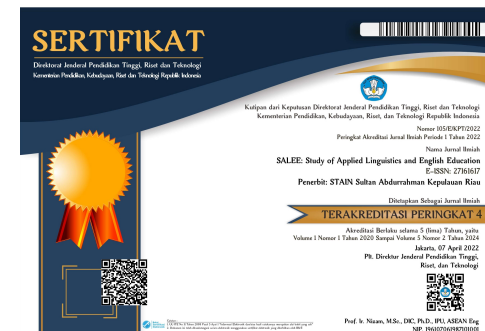 SERTIFIKAT
Direktorat Jenderal Pendidikan Tinggi, Riset dan Teknologi
Kementerian Pendidikan, Kebudayaan, Riset dan Teknologi Republik Indonesia
Kutipan dari Keputusan Direktorat Jenderal Pendidikan Tinggi, Riset dan Teknologi
Kementerian Pendidikan, Kebudayaan, Riset, dan Teknologi Republik Indonesia
Nomor 105/E/KPT/2022
Peringkat Akreditasi Jurnal Ilmiah Periode 1 Tahun 2022
Nama Jurnal Ilmiah
SALEE: Study of Applied Linguistics and English Education
E-ISSN: 27161617
Penerbit: STAIN Sultan Abdurrahman Kepulauan Riau
Ditetapkan Sebagai Jurnal Ilmiah
TERAKREDITASI PERINGKAT 4
Akreditasi Berlaku selama 5 (lima) Tahun, yaitu
Volume 1 Nomor 1 Tahun 2020 Sampai Volume 5 Nomor 2 Tahun 2024
Jakarta, 07 April 2022
Plt. Direktur Jenderal Pendidikan Tinggi,
Riset, dan Teknologi
Prof. Ir. Nizam, M.Sc., DIC, Ph.D., IPU, ASEAN Eng
NIP. 196107061987101001